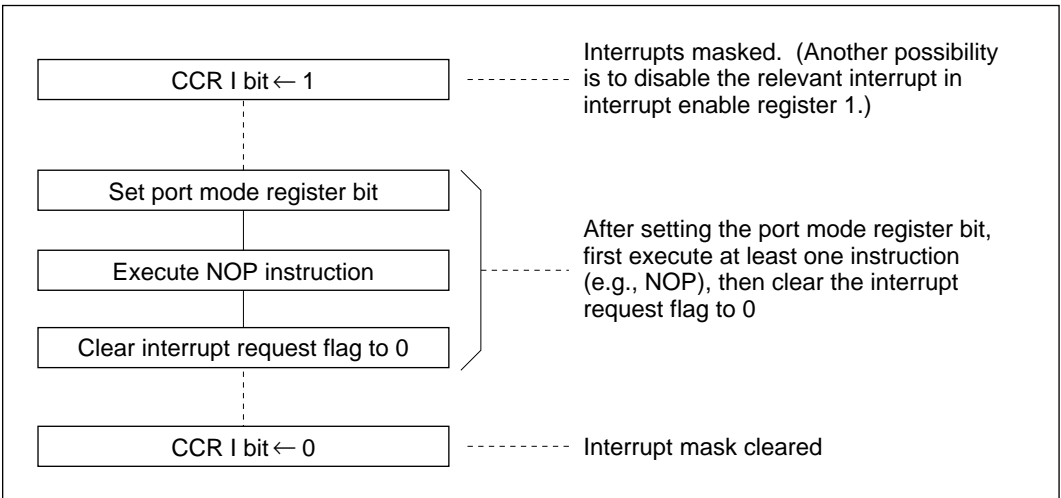 CCR I bit ← 1
Interrupts masked. (Another possibility
is to disable the relevant interrupt in
interrupt enable register 1.)
Set port mode register bit
Execute NOP instruction
Clear interrupt request flag to 0
After setting the port mode register bit,
first execute at least one instruction
(e.g., NOP), then clear the interrupt
request flag to 0
CCR I bit ← 0
Interrupt mask cleared